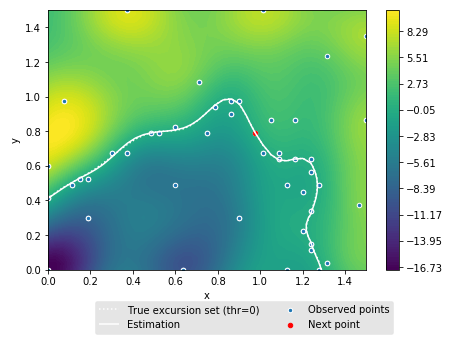 1.4
1.2
1.0
0.8
0.6
0.4
0.2
0.0
y
0.0 0.2 0.4 0.6 0.8 1.0 1.2 1.4
x
8.29
5.51
2.73
−0.05
−2.83
−5.61
−8.39
−11.17
−13.95
−16.73
True excursion set (thr=0)
Estimation
Observed points
Next point